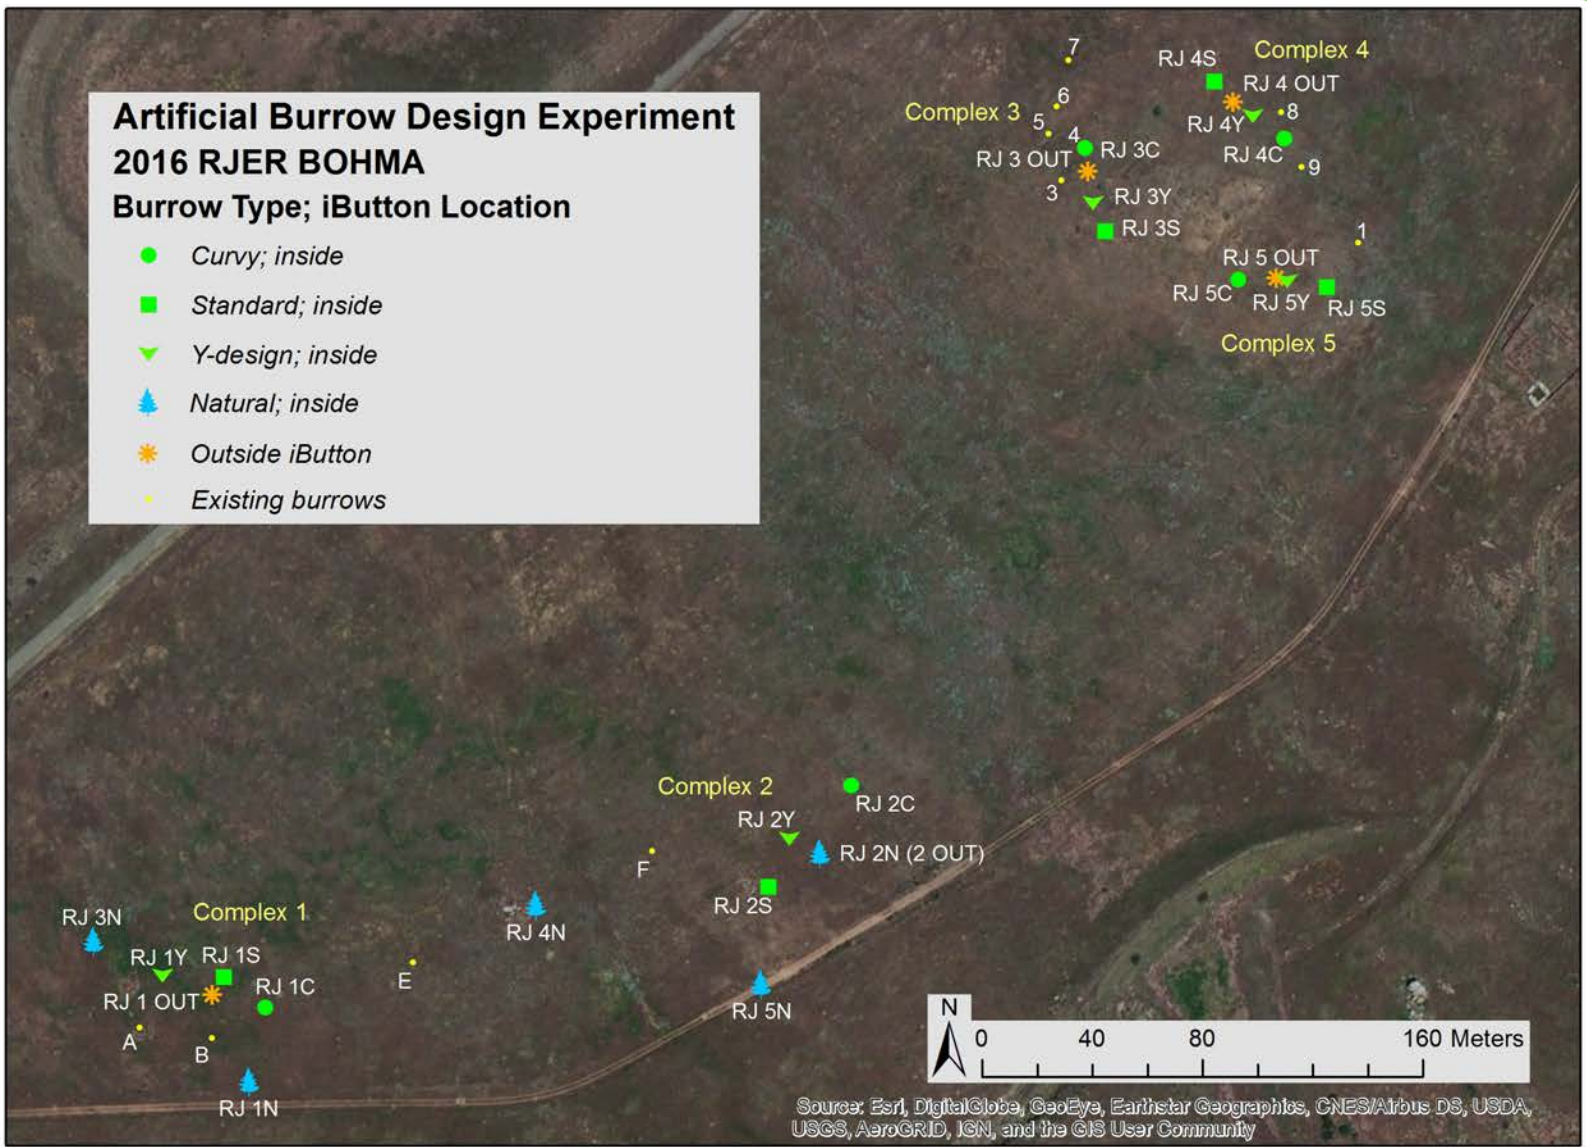 Artificial Burrow Design Experiment
2016 RJER BOHMA
Burrow Type; iButton Location
Curvy; inside
Standard; inside
Y-design; inside
Natural; inside
Outside iButton
Existing burrows
7
6
5
4
Complex 3
RJ 3C
RJ 3 OUT
3
RJ 3Y
RJ 3S
Complex 4
RJ 4S
RJ 4 OUT
8
RJ 4Y
RJ 4C
9
1
RJ 5 OUT
RJ 5C
RJ 5Y
RJ 5S
Complex 5
Complex 2
RJ 2C
RJ 2Y
RJ 2N (2 OUT)
F
RJ 2S
RJ 4N
RJ 5N
Complex 1
RJ 3N
RJ 1Y
RJ 1S
RJ 1C
RJ 1 OUT
E
A
B
RJ 1N
N
0 40 80 160 Meters
Source: Esri, DigitalGlobe, GeoEye, Earthstar Geographics, CNES/Airbus DS, USDA,
USGS, AeroGRID, IGN, and the GIS User Community